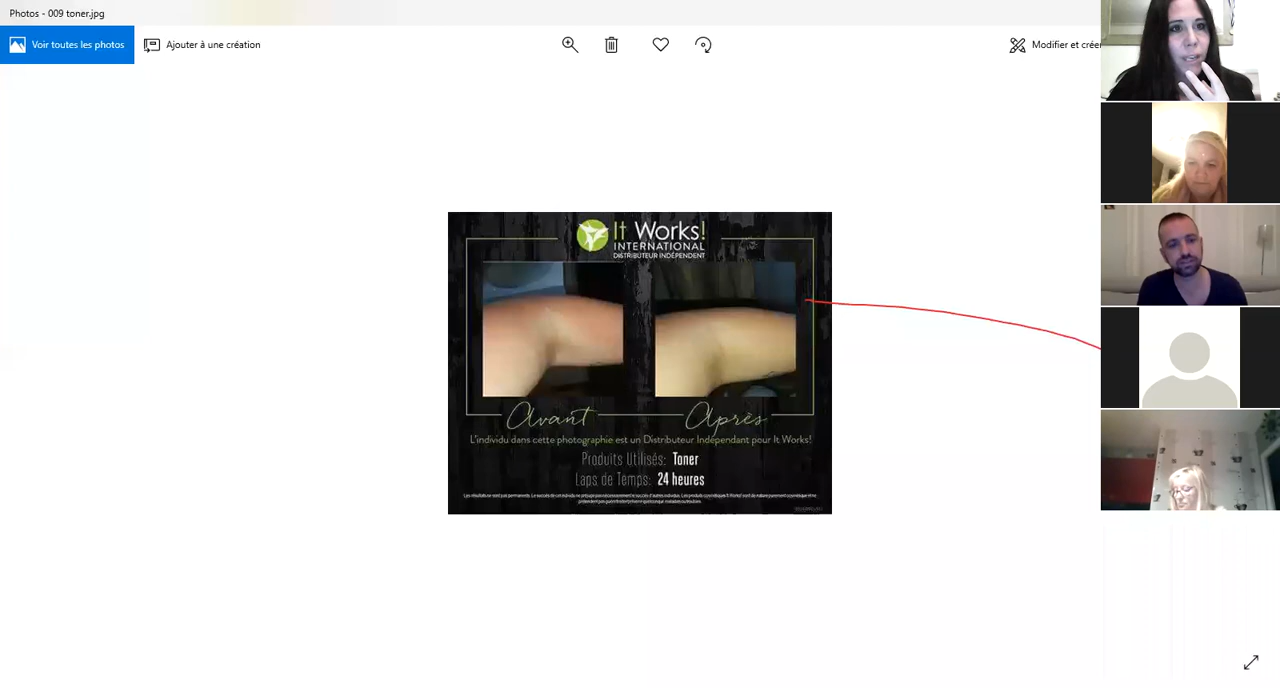 Photos - 009 toner.jpg
Voir toutes les photos
Ajouter à une création
Modifier et créer
It Works!
INTERNATIONAL
DISTRIBUTEUR INDÉPENDENT
Avant
Après
L'individu dans cette photographie est un Distributeur Indépendant pour It Works!
Produits Utilisés: Toner
Laps de Temps: 24 heures